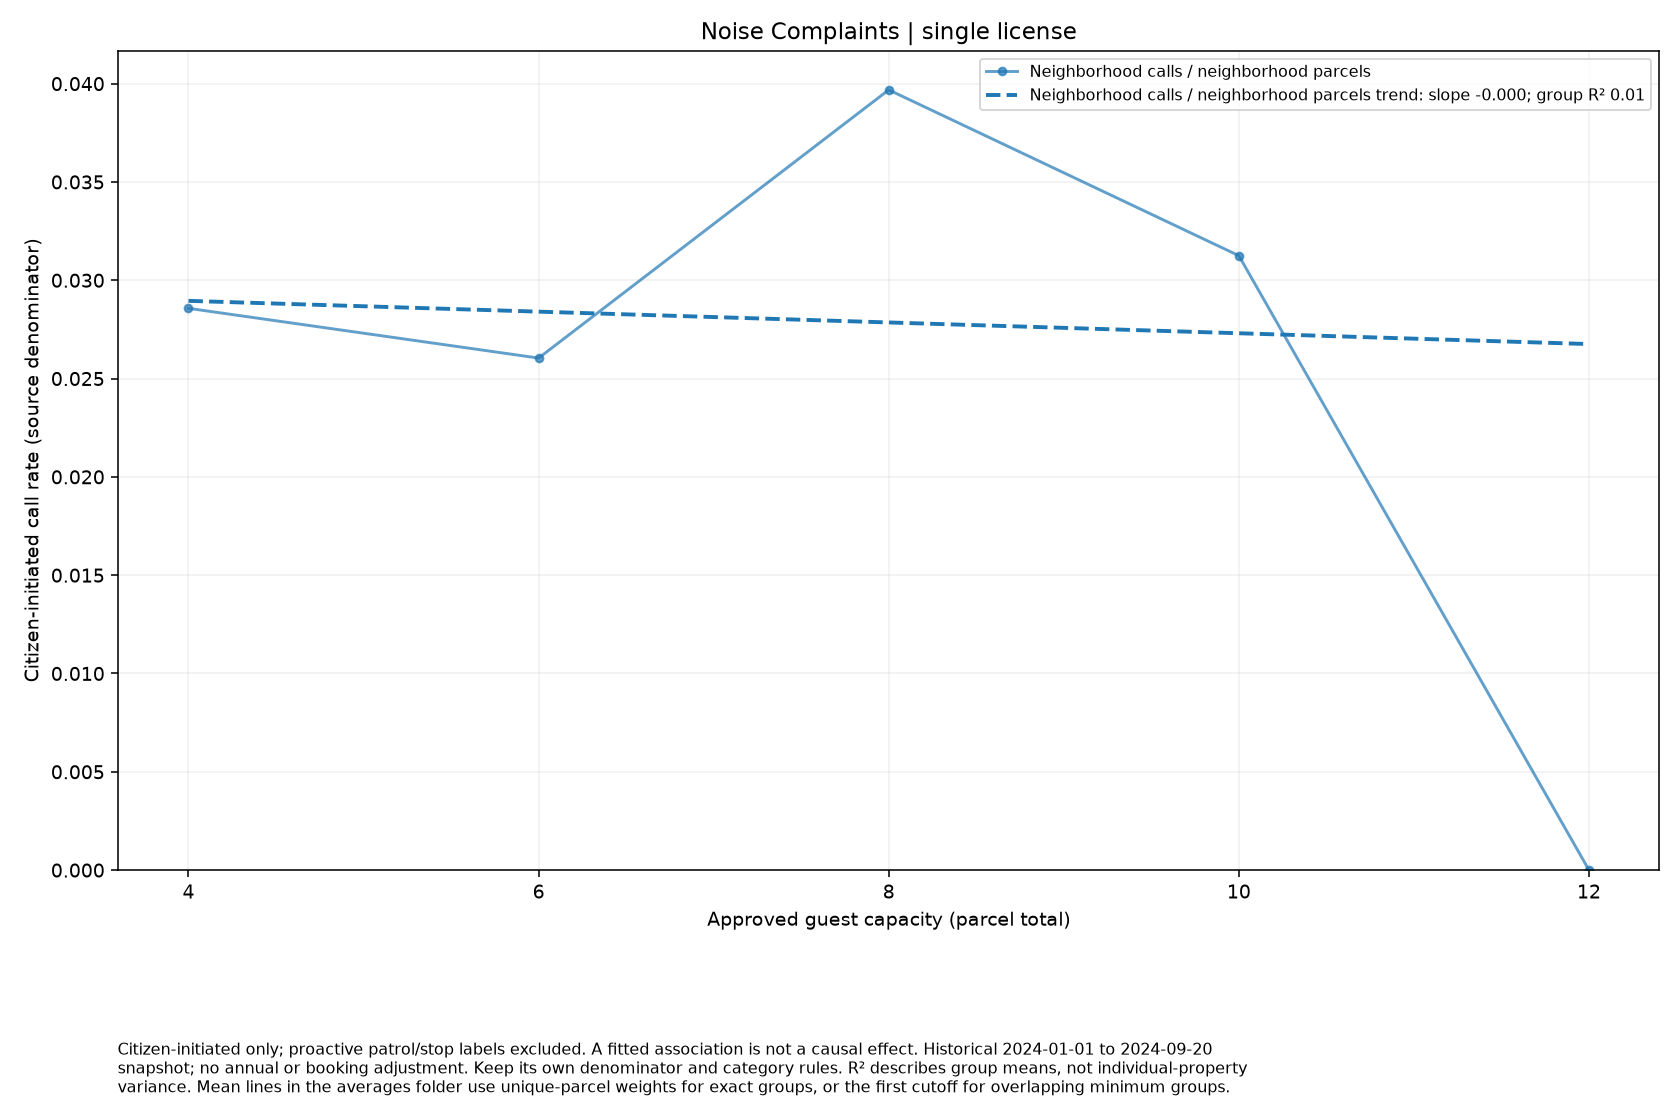 Noise Complaints | single license
Neighborhood calls / neighborhood parcels
Neighborhood calls / neighborhood parcels trend: slope -0.000; group R² 0.01
Citizen-initiated call rate (source denominator)
0.040
0.035
0.030
0.025
0.020
0.015
0.010
0.005
0.000
4 6 8 10 12
Approved guest capacity (parcel total)
Citizen-initiated only; proactive patrol/stop labels excluded. A fitted association is not a causal effect. Historical 2024-01-01 to 2024-09-20
snapshot; no annual or booking adjustment. Keep its own denominator and category rules. R² describes group means, not individual-property
variance. Mean lines in the averages folder use unique-parcel weights for exact groups, or the first cutoff for overlapping minimum groups.